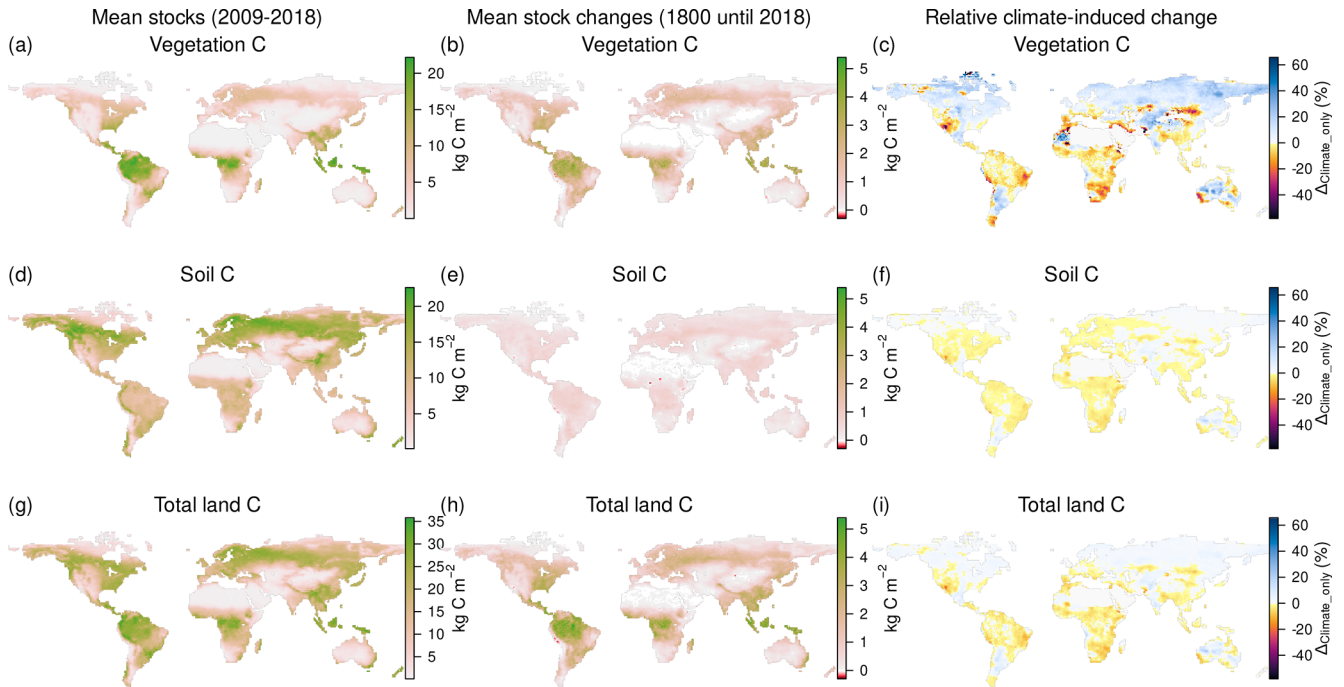 Mean stocks (2009-2018)
Mean stock changes (1800 until 2018)
Relative climate-induced change
(a)
Vegetation C
20
15
10
5
kg C m−2
(b)
Vegetation C
5
4
3
2
1
0
kg C m−2
(c)
Vegetation C
60
40
20
0
-20
-40
ΔClimate_only (%)
(d)
Soil C
20
15
10
5
kg C m−2
(e)
Soil C
5
4
3
2
1
0
kg C m−2
(f)
Soil C
60
40
20
0
-20
-40
ΔClimate_only (%)
(g)
Total land C
35
30
25
20
15
10
5
kg C m−2
(h)
Total land C
5
4
3
2
1
0
kg C m−2
(i)
Total land C
60
40
20
0
-20
-40
ΔClimate_only (%)